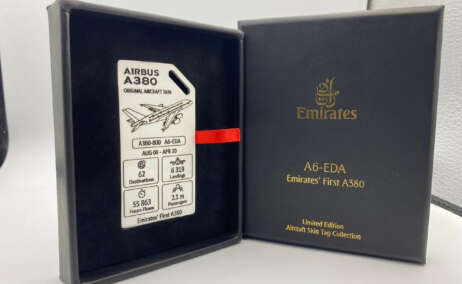 AIRBUS
A380
ORIGINAL AIRCRAFT SKIN
A380-800 A6-EDA
AUG 08 - APR 20
62
Destinations
6 319
Landings
55 863
Hours Flown
2.1 m
Passengers
Emirates' First A380
Emirates
A6-EDA
Emirates' First A380
Limited Edition
Aircraft Skin Tag Collection